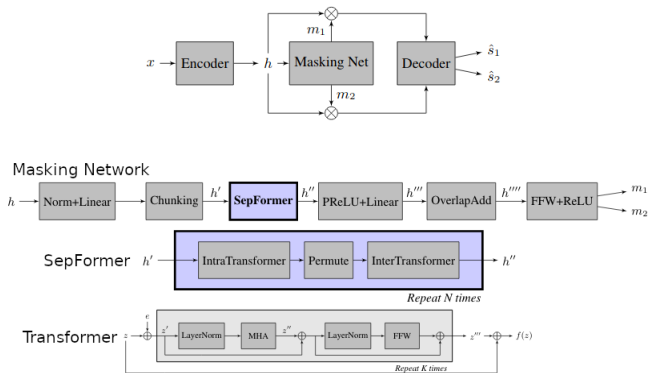 m₁
x Encoder h Masking Net Decoder ŝ₁
ŝ₂
m₂
Masking Network
h Norm+Linear Chunking h′ SepFormer h″ PReLU+Linear h‴ OverlapAdd h⁗ FFW+ReLU m₁
m₂
SepFormer h′ IntraTransformer Permute InterTransformer h″
Repeat N times
e
Transformer z z′ LayerNorm MHA z″ LayerNorm FFW z‴ f(z)
Repeat K times